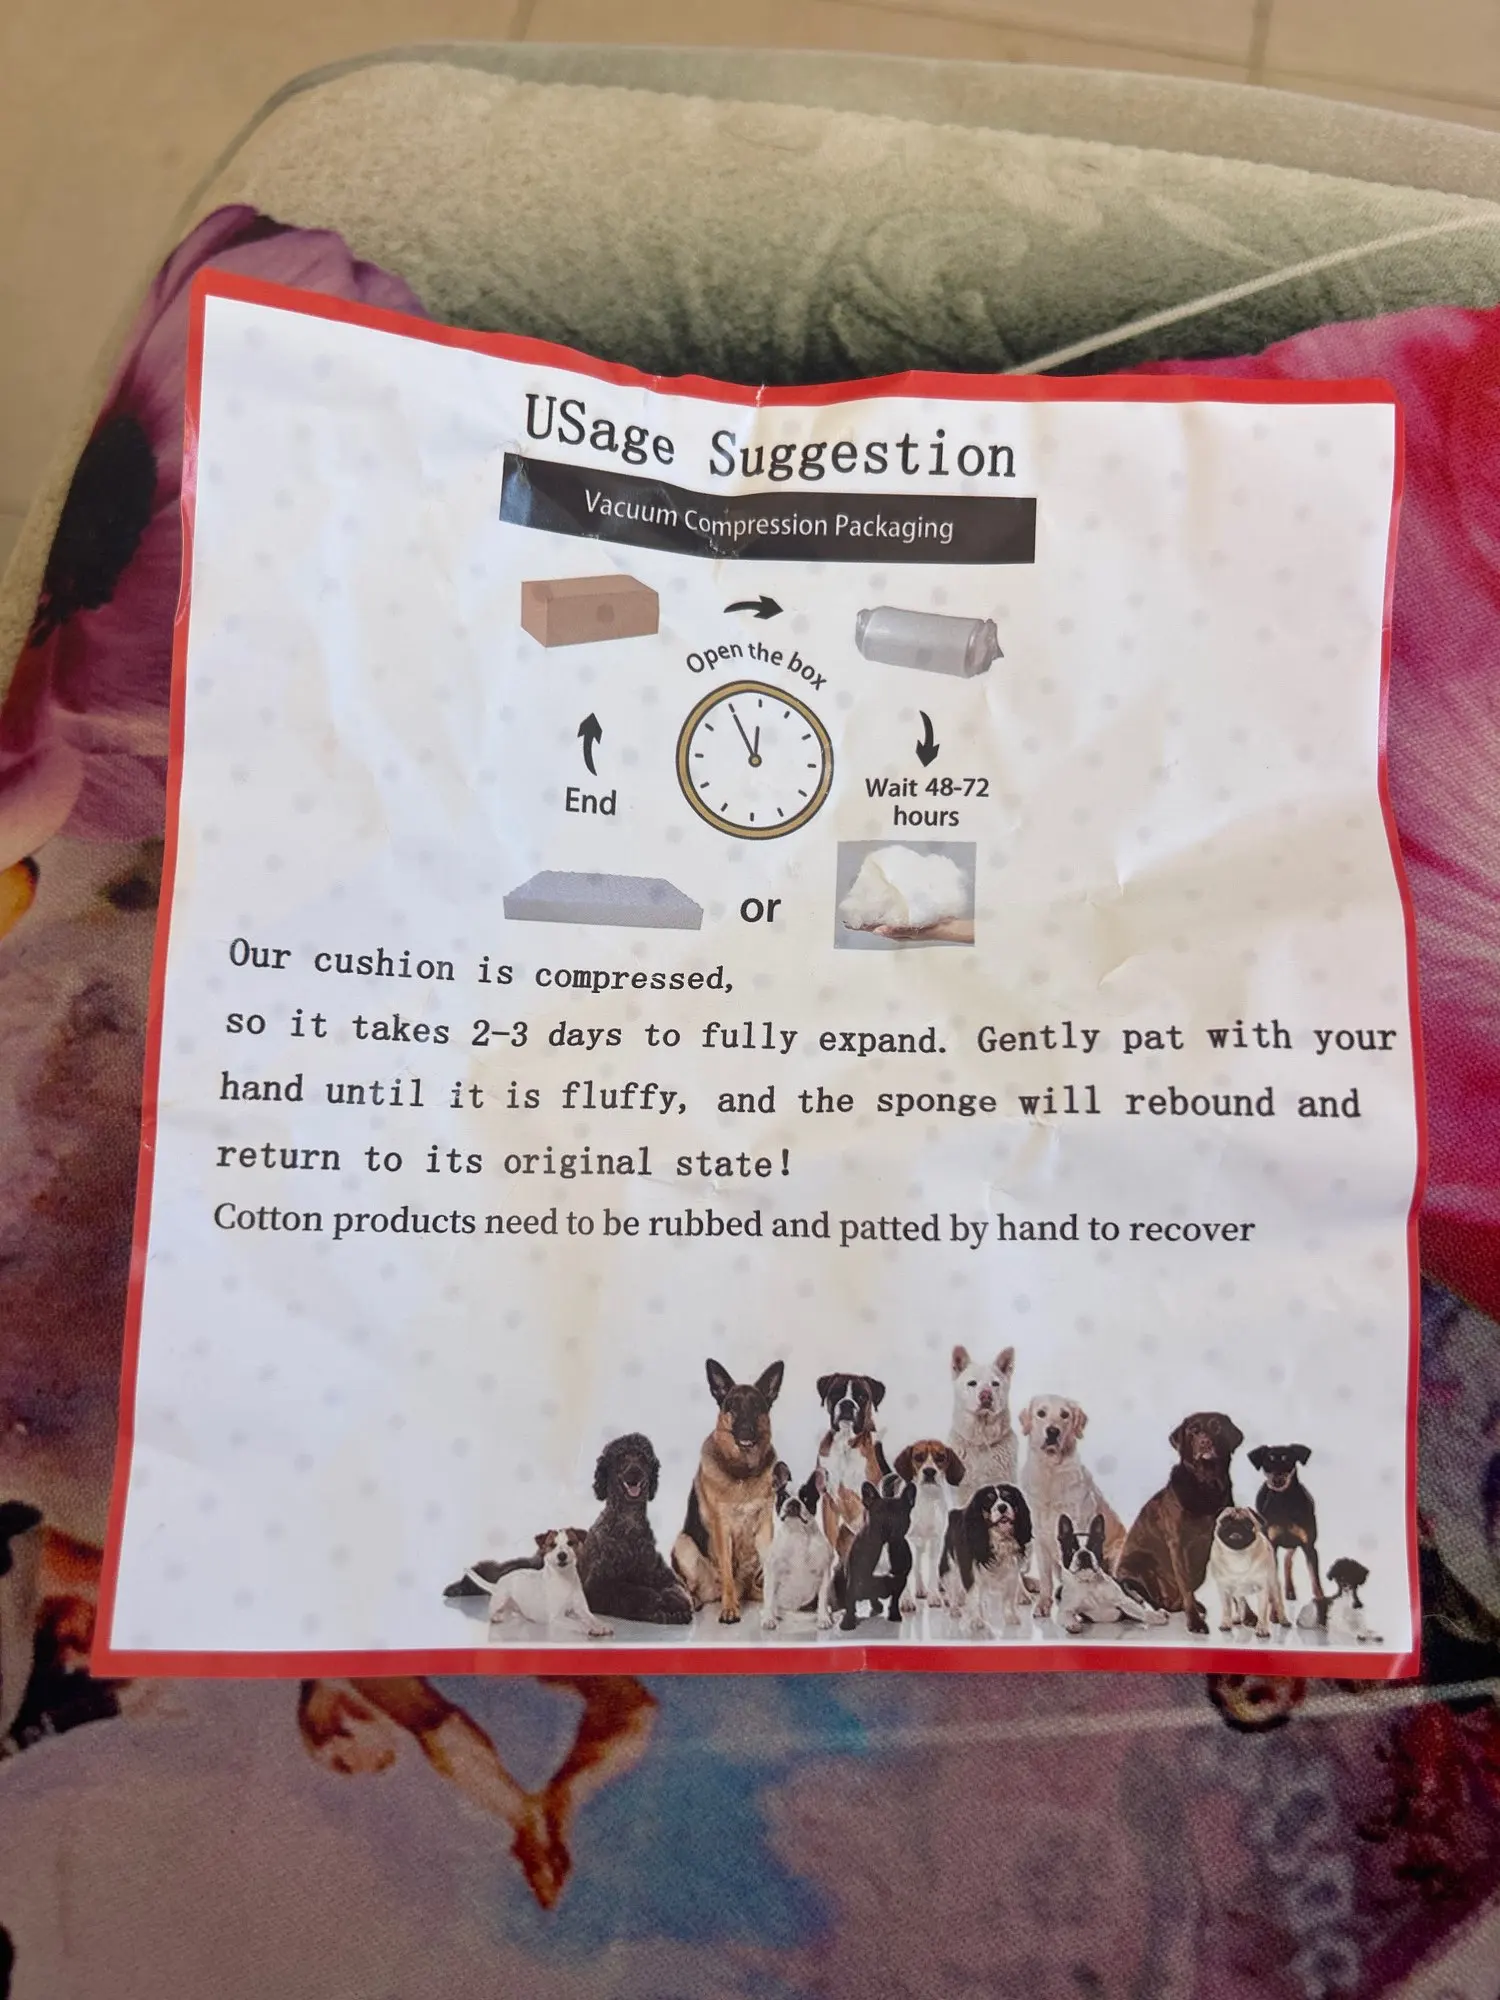 USage Suggestion
Vacuum Compression Packaging
Open the box
Wait 48-72
hours
End
or
Our cushion is compressed,
so it takes 2-3 days to fully expand. Gently pat with your
hand until it is fluffy, and the sponge will rebound and
return to its original state!
Cotton products need to be rubbed and patted by hand to recover